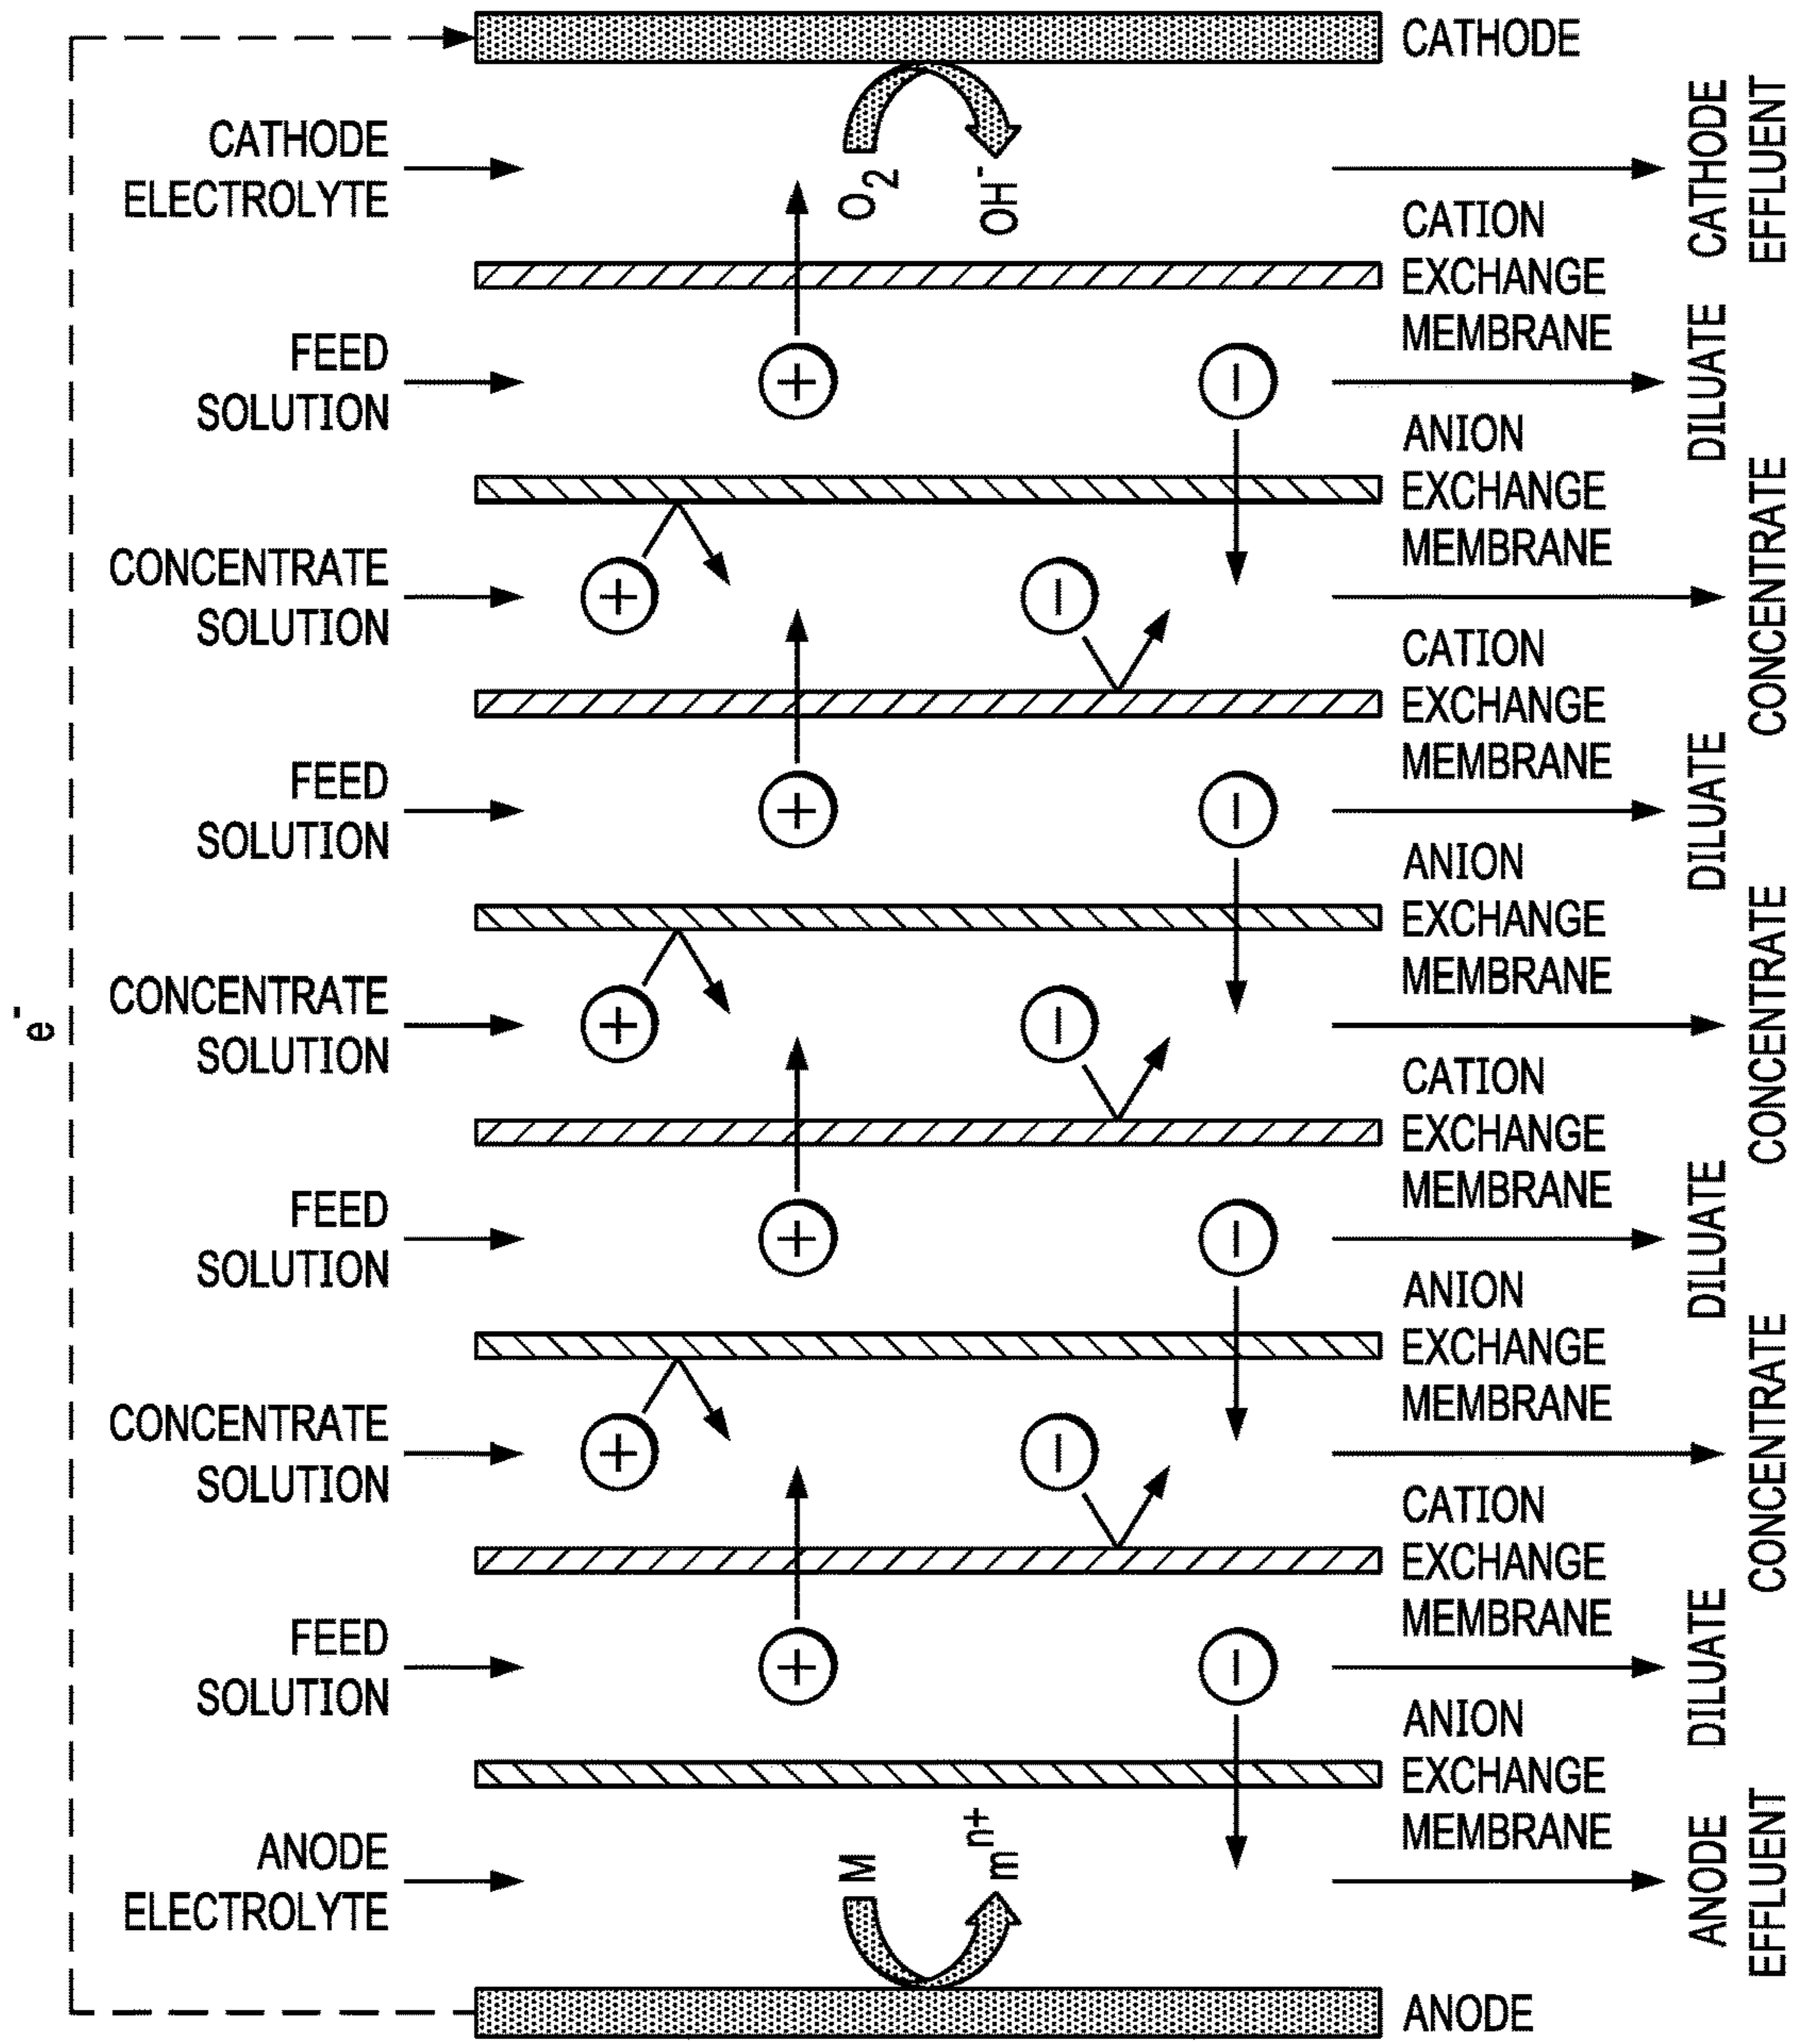 CATHODE
CATHODE
ELECTROLYTE
O2
OH-
CATHODE
EFFLUENT
CATION
EXCHANGE
MEMBRANE
FEED
SOLUTION
+
-
DILUATE
ANION
EXCHANGE
MEMBRANE
CONCENTRATE
SOLUTION
+
-
CONCENTRATE
CATION
EXCHANGE
MEMBRANE
FEED
SOLUTION
+
-
DILUATE
ANION
EXCHANGE
MEMBRANE
e-
CONCENTRATE
SOLUTION
+
-
CONCENTRATE
CATION
EXCHANGE
MEMBRANE
FEED
SOLUTION
+
-
DILUATE
ANION
EXCHANGE
MEMBRANE
CONCENTRATE
SOLUTION
+
-
CONCENTRATE
CATION
EXCHANGE
MEMBRANE
FEED
SOLUTION
+
-
DILUATE
ANION
EXCHANGE
MEMBRANE
ANODE
ELECTROLYTE
M
mn+
ANODE
EFFLUENT
ANODE